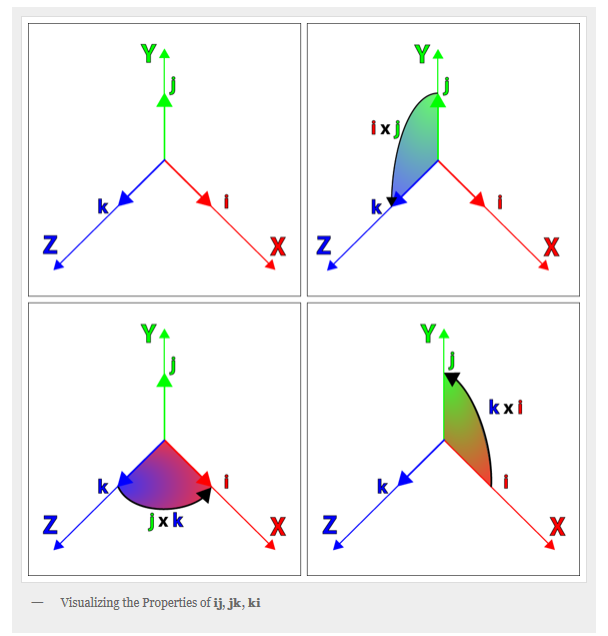 Y
j
k
i
Z
X
Y
j
i x j
k
i
Z
X
Y
j
k
i
j x k
Z
X
Y
j
k x i
k
i
Z
X
— Visualizing the Properties of ij, jk, ki